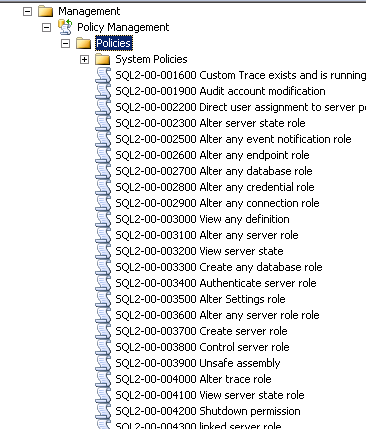 Management
Policy Management
Policies
System Policies
SQL2-00-001600 Custom Trace exists and is running
SQL2-00-001900 Audit account modification
SQL2-00-002200 Direct user assignment to server p
SQL2-00-002300 Alter server state role
SQL2-00-002500 Alter any event notification role
SQL2-00-002600 Alter any endpoint role
SQL2-00-002700 Alter any database role
SQL2-00-002800 Alter any credential role
SQL2-00-002900 Alter any connection role
SQL2-00-003000 View any definition
SQL2-00-003100 Alter any server role
SQL2-00-003200 View server state
SQL2-00-003300 Create any database role
SQL2-00-003400 Authenticate server role
SQL2-00-003500 Alter Settings role
SQL2-00-003600 Alter any server role role
SQL2-00-003700 Create server role
SQL2-00-003800 Control server role
SQL2-00-003900 Unsafe assembly
SQL2-00-004000 Alter trace role
SQL2-00-004100 View server state role
SQL2-00-004200 Shutdown permission
SQL2-00-004300 linked server role